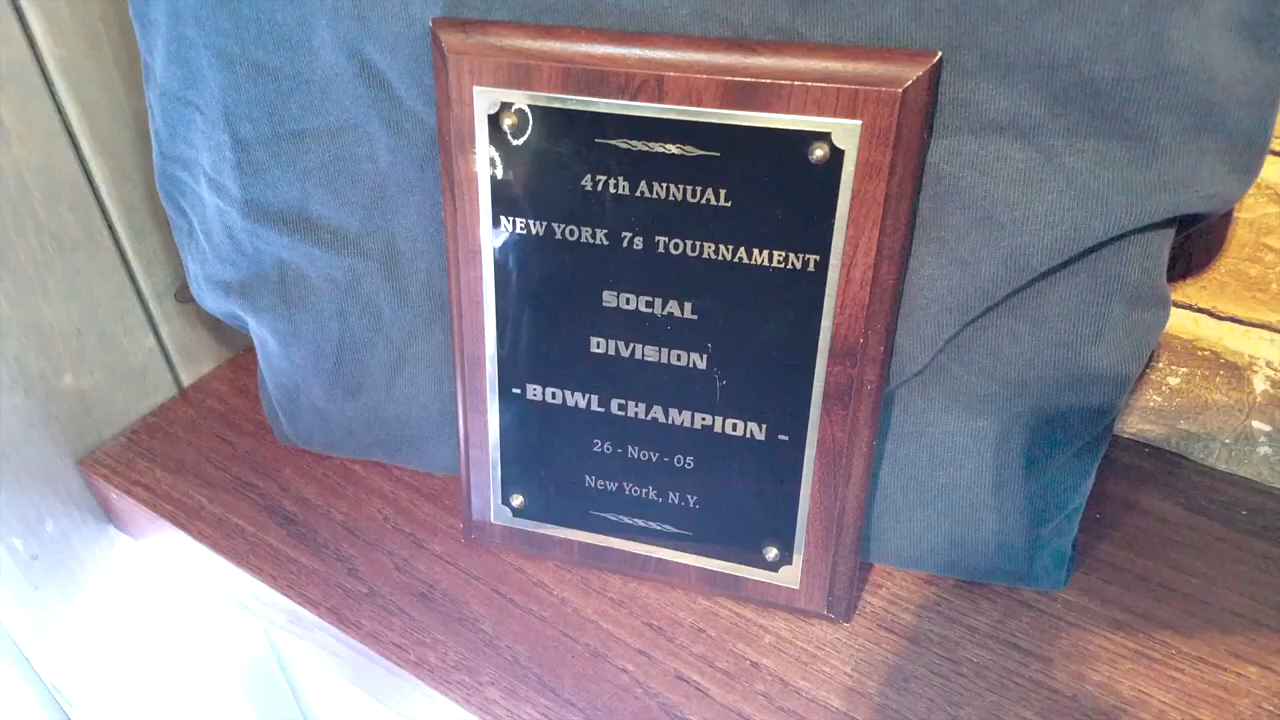 47th ANNUAL
NEW YORK 7s TOURNAMENT
SOCIAL
DIVISION
- BOWL CHAMPION -
26 - Nov - 05
New York, N.Y.